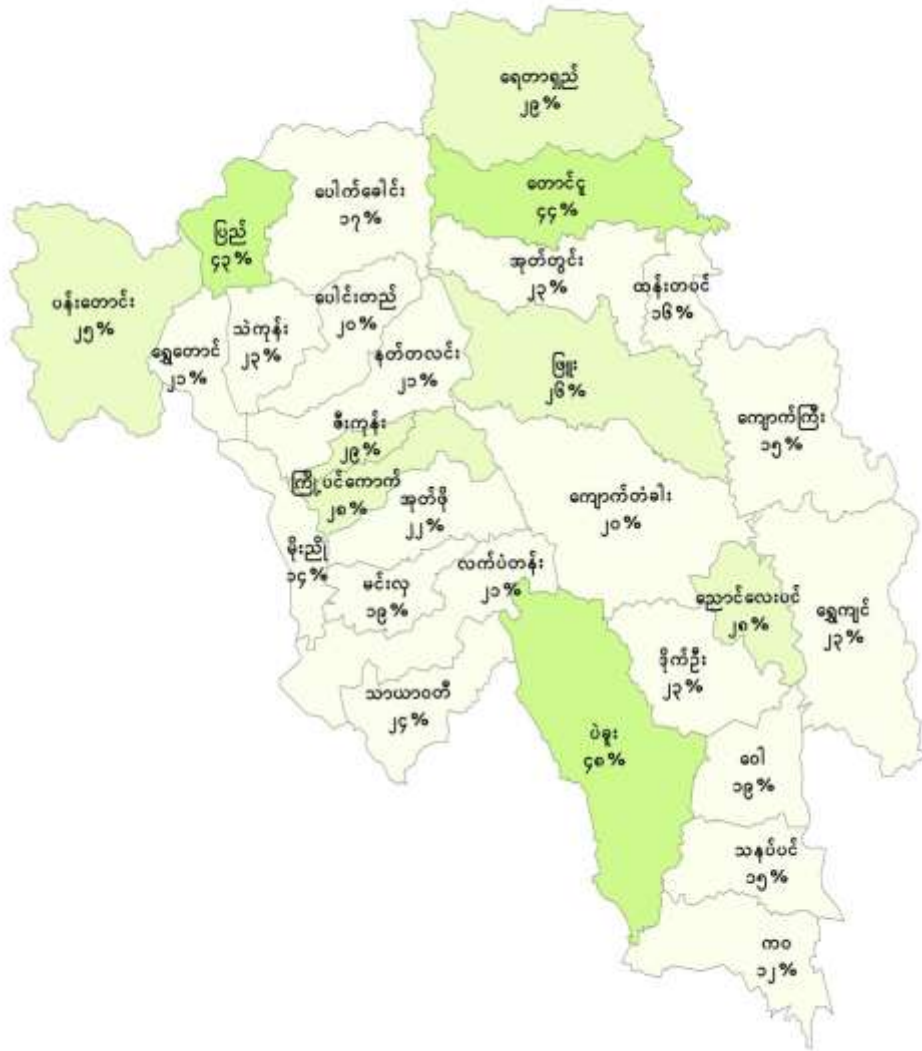 ရေတာရှည်
၂၉%
တောင်ငူ
၄၄%
ပေါက်ခေါင်း
၁၇%
ပြည်
၄၃%
အုတ်တွင်း
၂၃%
ထန်းတပင်
၁၆%
ပန်းတောင်း
၂၅%
ပေါင်းတည်
၂၀%
သဲကုန်း
၂၃%
ရွှေတောင်
၂၁%
နတ်တလင်း
၂၁%
ဖြူး
၂၆%
ကျောက်ကြီး
၁၅%
ဇီးကုန်း
၂၉%
ကြို့ပင်ကောက်
၂၈%
အုတ်ဖို
၂၂%
ကျောက်တံခါး
၂၀%
မိုးညို
၁၄%
မင်းလှ
၁၉%
လက်ပံတန်း
၂၁%
ညောင်လေးပင်
၂၈%
ရွှေကျင်
၂၃%
ဒိုက်ဦး
၂၃%
သာယာဝတီ
၂၄%
ပဲခူး
၄၈%
ဝေါ
၁၉%
သနပ်ပင်
၁၅%
ကဝ
၁၂%